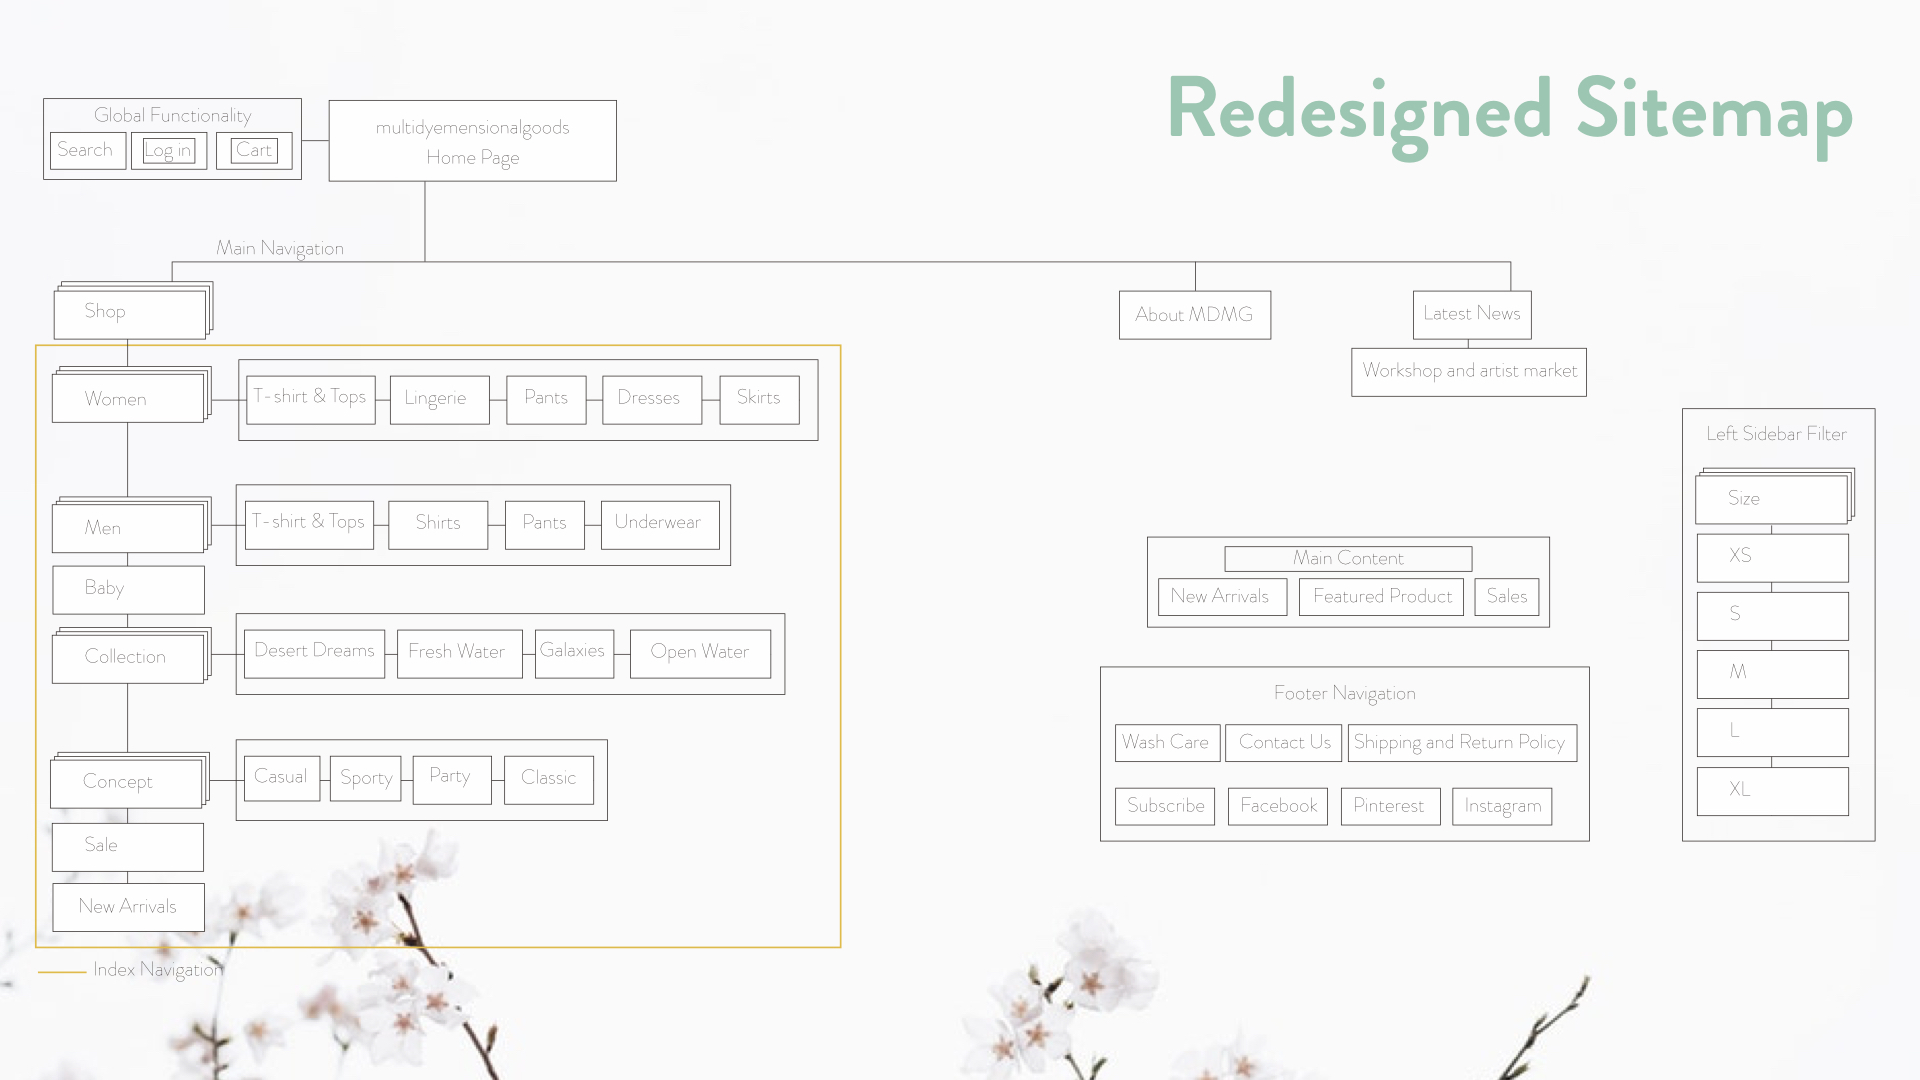 Redesigned Sitemap
Global Functionality
Search
Log in
Cart
multidyemensionalgoods
Home Page
Main Navigation
Shop
About MDMG
Latest News
Workshop and artist market
Women
T-shirt & Tops
Lingerie
Pants
Dresses
Skirts
Men
T-shirt & Tops
Shirts
Pants
Underwear
Baby
Collection
Desert Dreams
Fresh Water
Galaxies
Open Water
Concept
Casual
Sporty
Party
Classic
Sale
New Arrivals
Index Navigation
Main Content
New Arrivals
Featured Product
Sales
Footer Navigation
Wash Care
Contact Us
Shipping and Return Policy
Subscribe
Facebook
Pinterest
Instagram
Left Sidebar Filter
Size
XS
S
M
L
XL